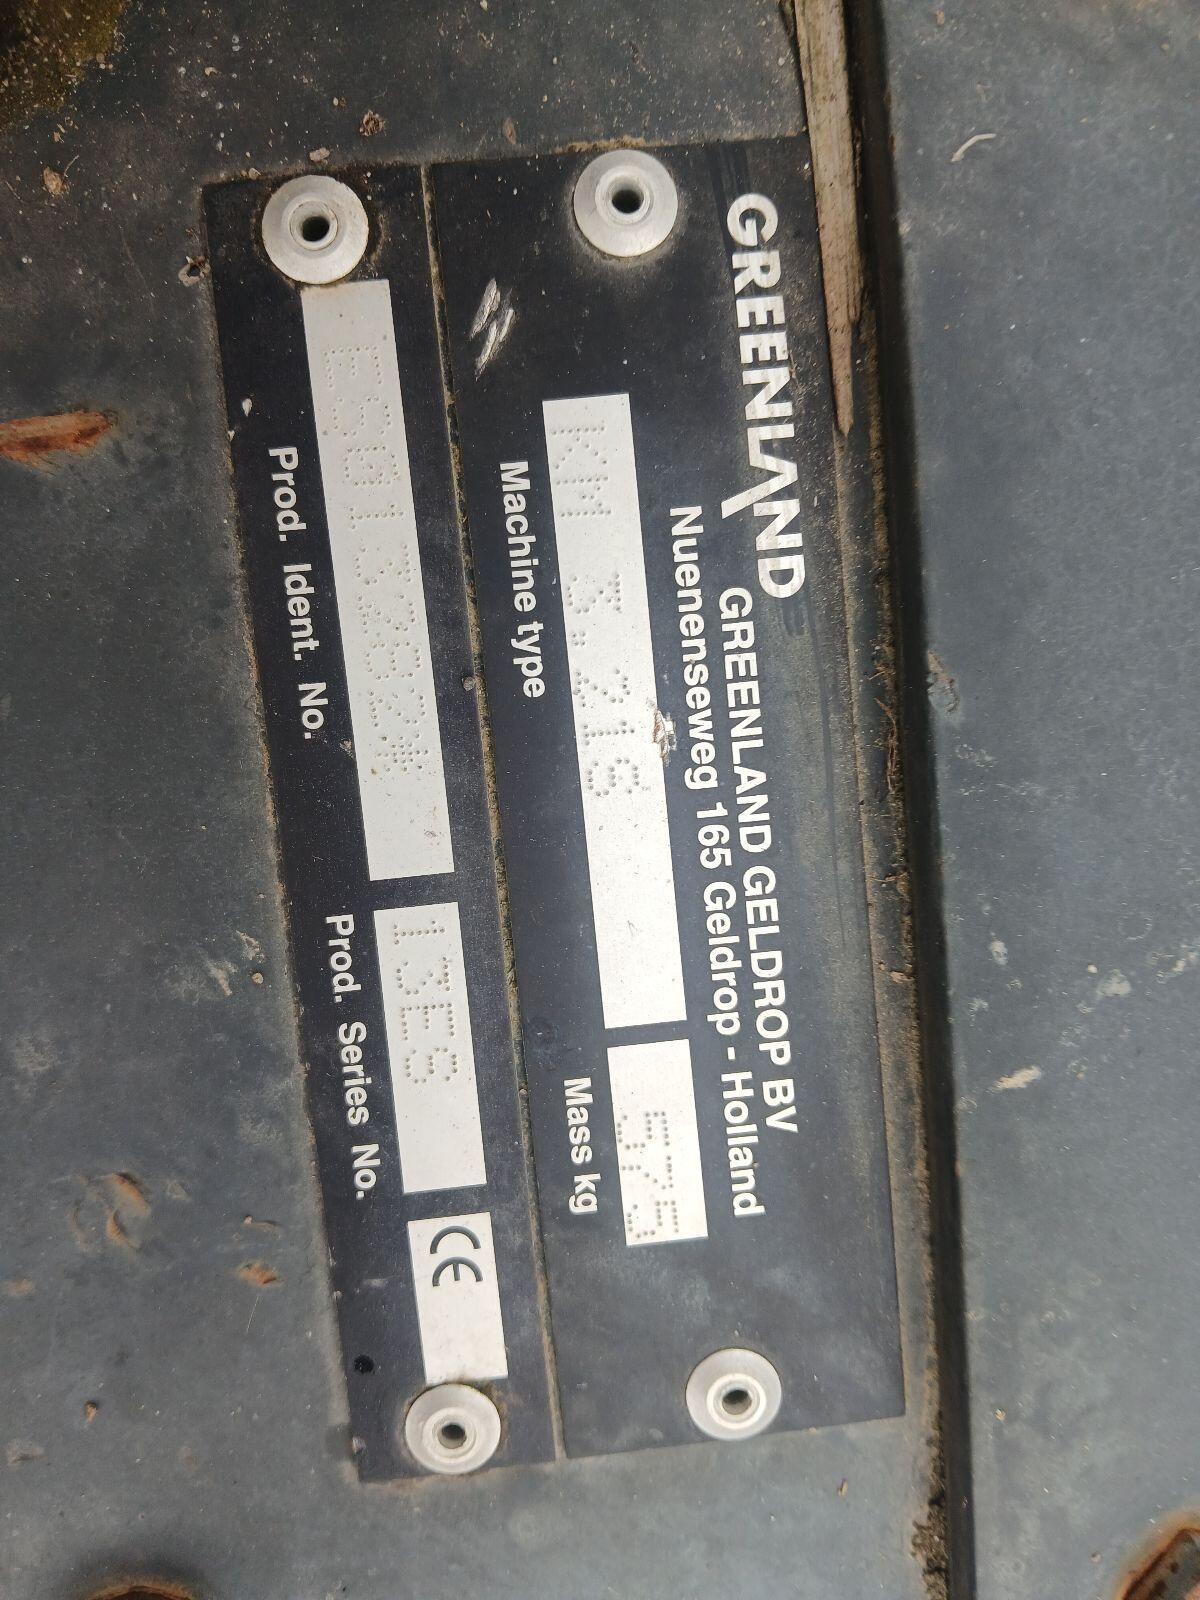 GREENLAND
GREENLAND GELDROP BV
Nuenenseweg 165 Geldrop - Holland
KM 3.21S
575
Machine type
Mass kg
13ES
CE
Prod. Ident. No.
Prod. Series No.